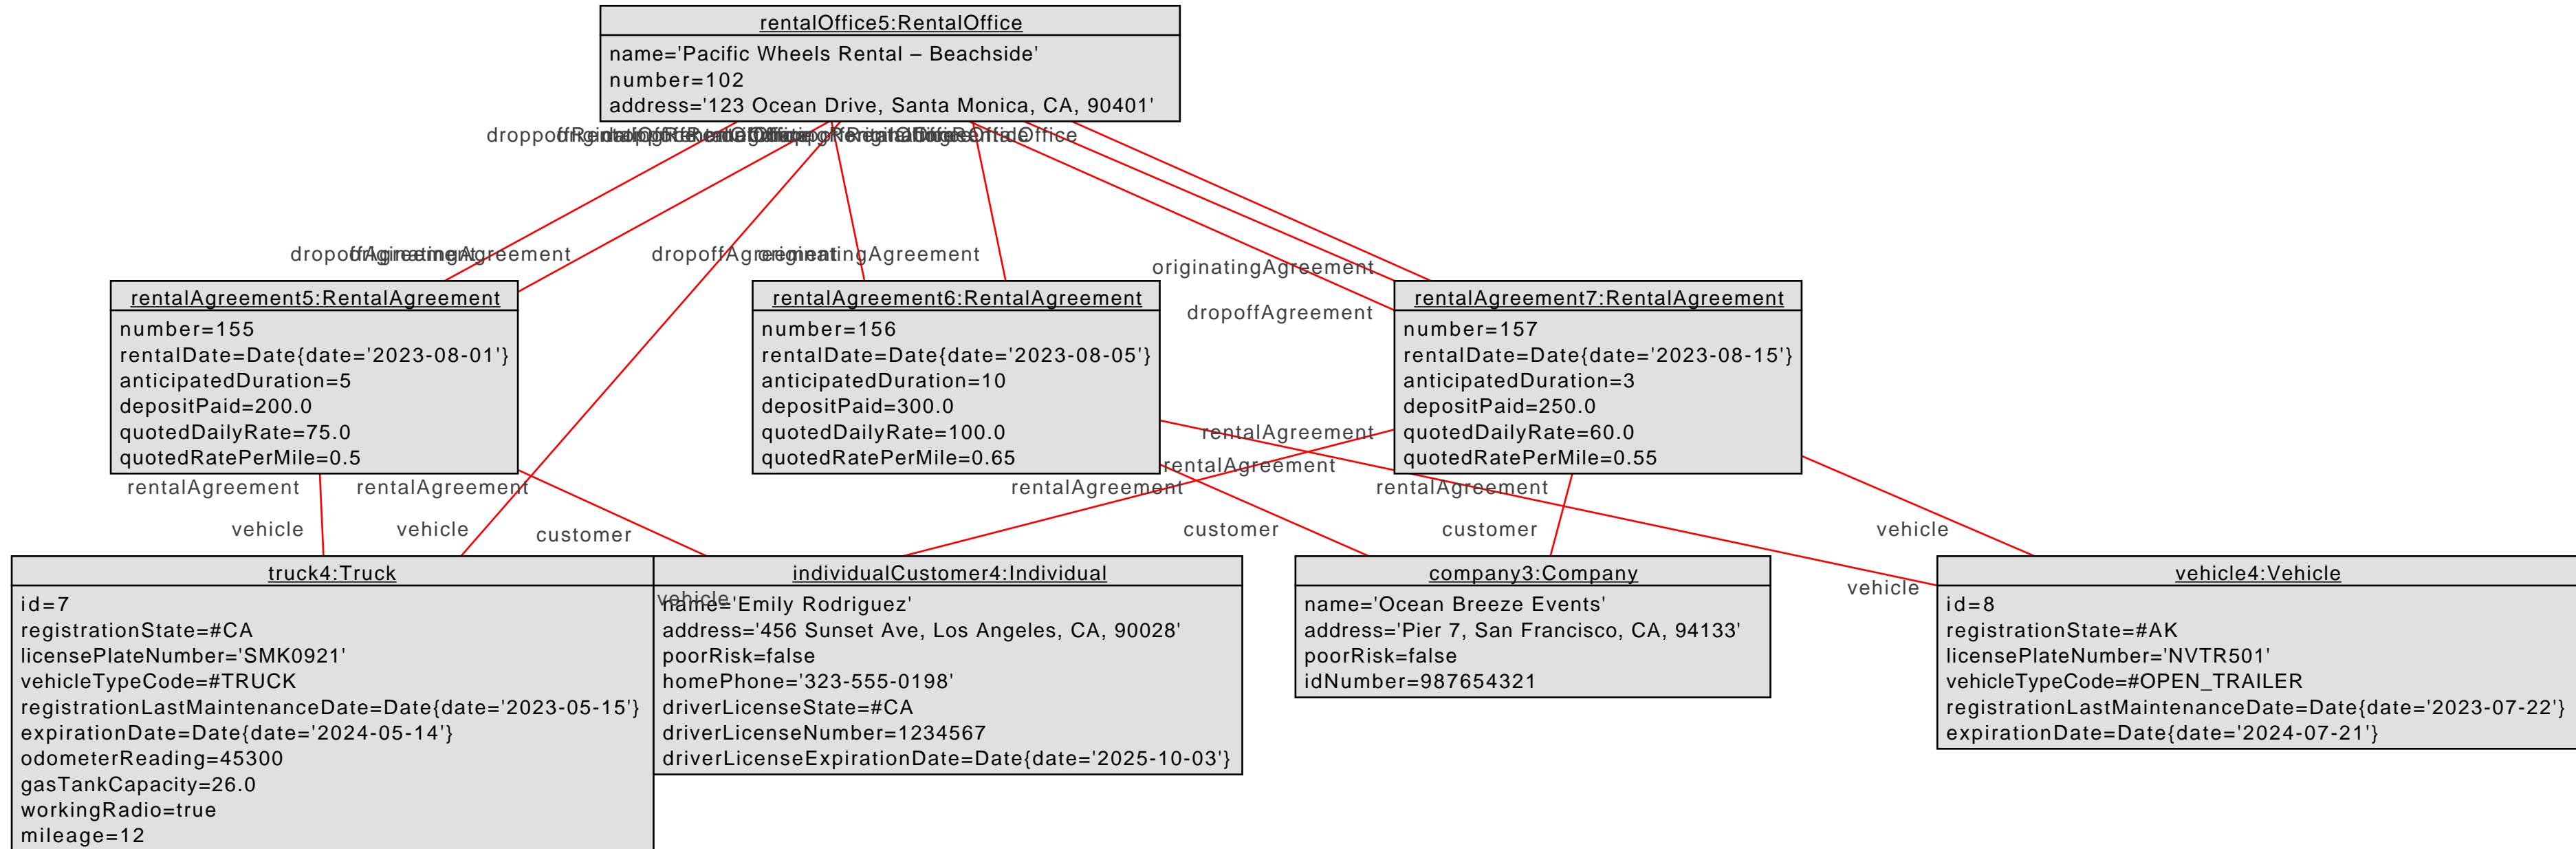 rentalOffice5:RentalOffice
name='Pacific Wheels Rental – Beachside'
number=102
address='123 Ocean Drive, Santa Monica, CA, 90401'
dropoffAgreement
originatingAgreement
dropoffAgreement
originatingAgreement
originatingAgreement
dropoffAgreement
rentalAgreement5:RentalAgreement
number=155
rentalDate=Date{date='2023-08-01'}
anticipatedDuration=5
depositPaid=200.0
quotedDailyRate=75.0
quotedRatePerMile=0.5
rentalAgreement6:RentalAgreement
number=156
rentalDate=Date{date='2023-08-05'}
anticipatedDuration=10
depositPaid=300.0
quotedDailyRate=100.0
quotedRatePerMile=0.65
rentalAgreement7:RentalAgreement
number=157
rentalDate=Date{date='2023-08-15'}
anticipatedDuration=3
depositPaid=250.0
quotedDailyRate=60.0
quotedRatePerMile=0.55
rentalAgreement
rentalAgreement
rentalAgreement
rentalAgreement
rentalAgreement
rentalAgreement
vehicle
vehicle
customer
customer
customer
vehicle
vehicle
vehicle
truck4:Truck
id=7
registrationState=#CA
licensePlateNumber='SMK0921'
vehicleTypeCode=#TRUCK
registrationLastMaintenanceDate=Date{date='2023-05-15'}
expirationDate=Date{date='2024-05-14'}
odometerReading=45300
gasTankCapacity=26.0
workingRadio=true
mileage=12
individualCustomer4:Individual
name='Emily Rodriguez'
address='456 Sunset Ave, Los Angeles, CA, 90028'
poorRisk=false
homePhone='323-555-0198'
driverLicenseState=#CA
driverLicenseNumber=1234567
driverLicenseExpirationDate=Date{date='2025-10-03'}
company3:Company
name='Ocean Breeze Events'
address='Pier 7, San Francisco, CA, 94133'
poorRisk=false
idNumber=987654321
vehicle4:Vehicle
id=8
registrationState=#AK
licensePlateNumber='NVTR501'
vehicleTypeCode=#OPEN_TRAILER
registrationLastMaintenanceDate=Date{date='2023-07-22'}
expirationDate=Date{date='2024-07-21'}